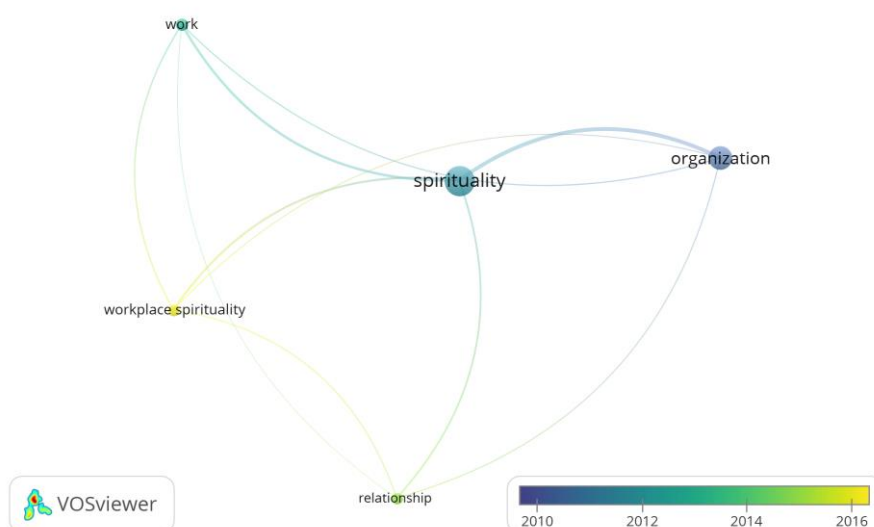 work
organization
spirituality
workplace spirituality
relationship
VOSviewer
2010 2012 2014 2016